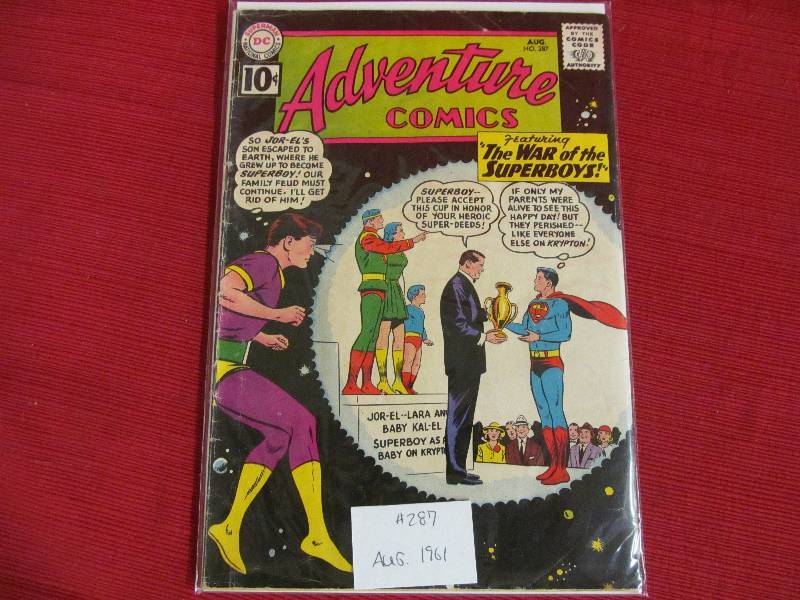 SUPERMAN
DC
NATIONAL COMICS
10¢
Adventure
COMICS
AUG.
NO. 287
APPROVED
BY THE
COMICS
CODE
AUTHORITY
Featuring
"The WAR of the
SUPERBOYS!"
SO JOR-EL'S
SON ESCAPED TO
EARTH, WHERE HE
GREW UP TO BECOME
SUPERBOY! OUR
FAMILY FEUD MUST
CONTINUE. I'LL GET
RID OF HIM!
SUPERBOY--
PLEASE ACCEPT
THIS CUP IN HONOR
OF YOUR HEROIC
SUPER-DEEDS!
IF ONLY MY
PARENTS WERE
ALIVE TO SEE THIS
HAPPY DAY! BUT
THEY PERISHED--
LIKE EVERYONE
ELSE ON KRYPTON!
JOR-EL--LARA AN
BABY KAL-EL
SUPERBOY AS A
BABY ON KRYPTO
#287
AUG. 1961